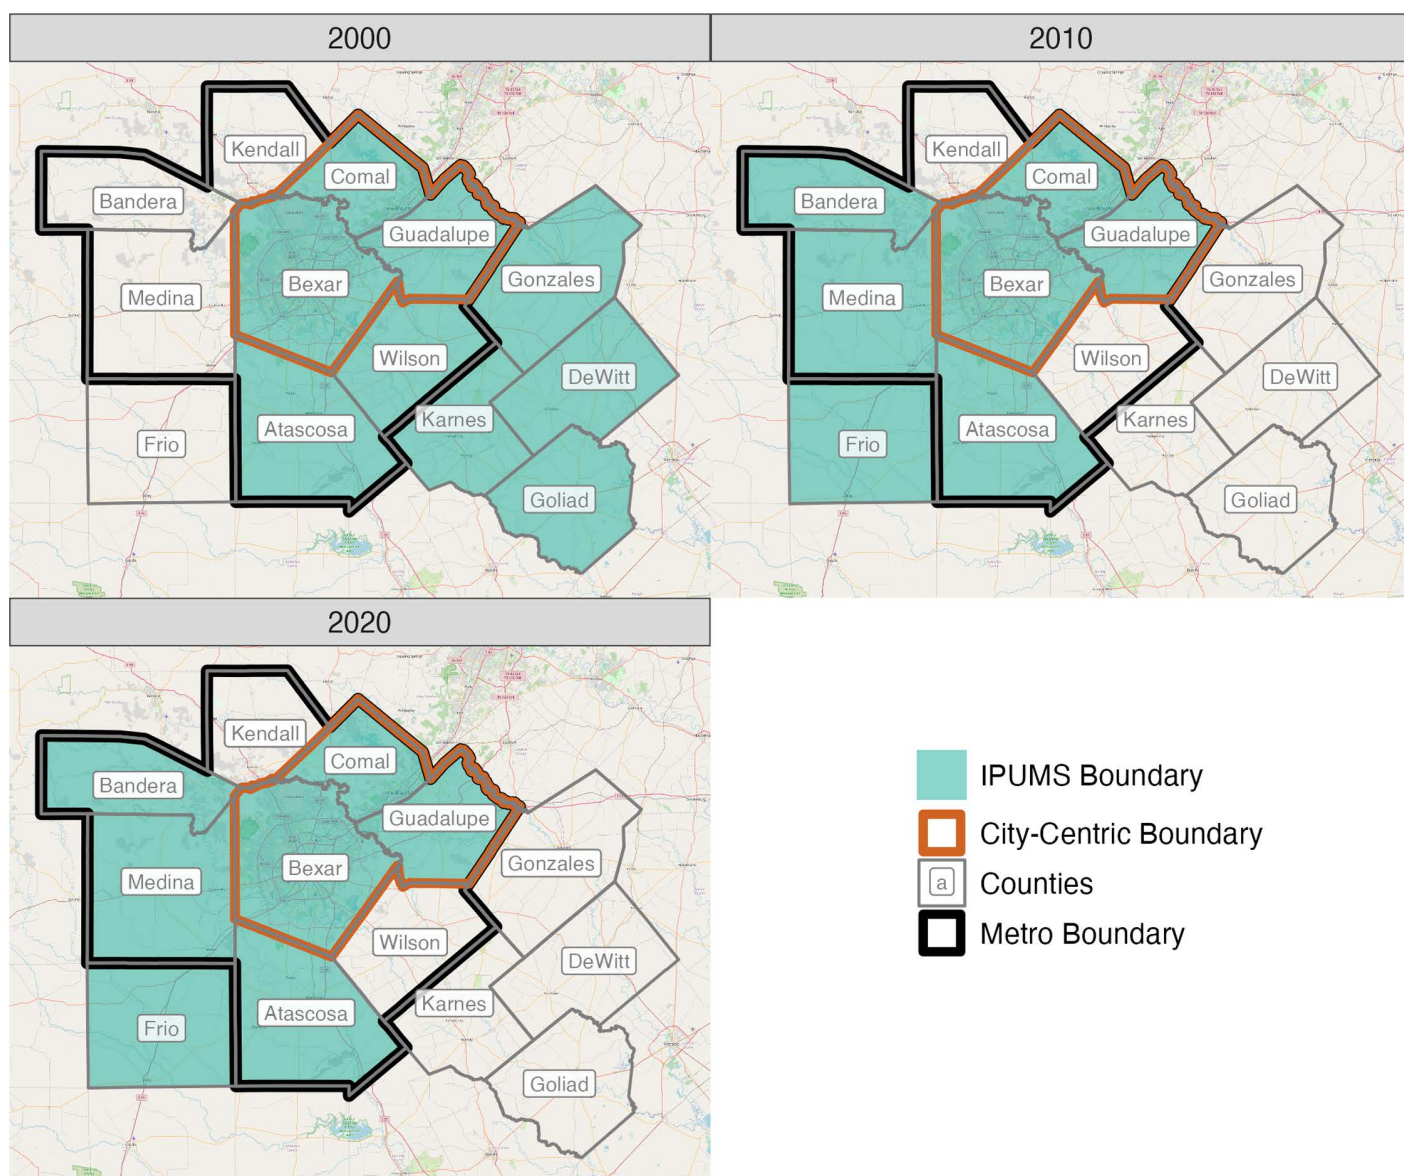 2000
2010
Kendall
Comal
Bandera
Guadalupe
Gonzales
Bexar
Medina
Wilson
DeWitt
Karnes
Atascosa
Frio
Goliad
Kendall
Comal
Bandera
Guadalupe
Gonzales
Bexar
Medina
Wilson
DeWitt
Karnes
Atascosa
Frio
Goliad
2020
Kendall
Comal
Bandera
Guadalupe
Gonzales
Bexar
Medina
Wilson
DeWitt
Karnes
Atascosa
Frio
Goliad
IPUMS Boundary
City-Centric Boundary
a Counties
Metro Boundary